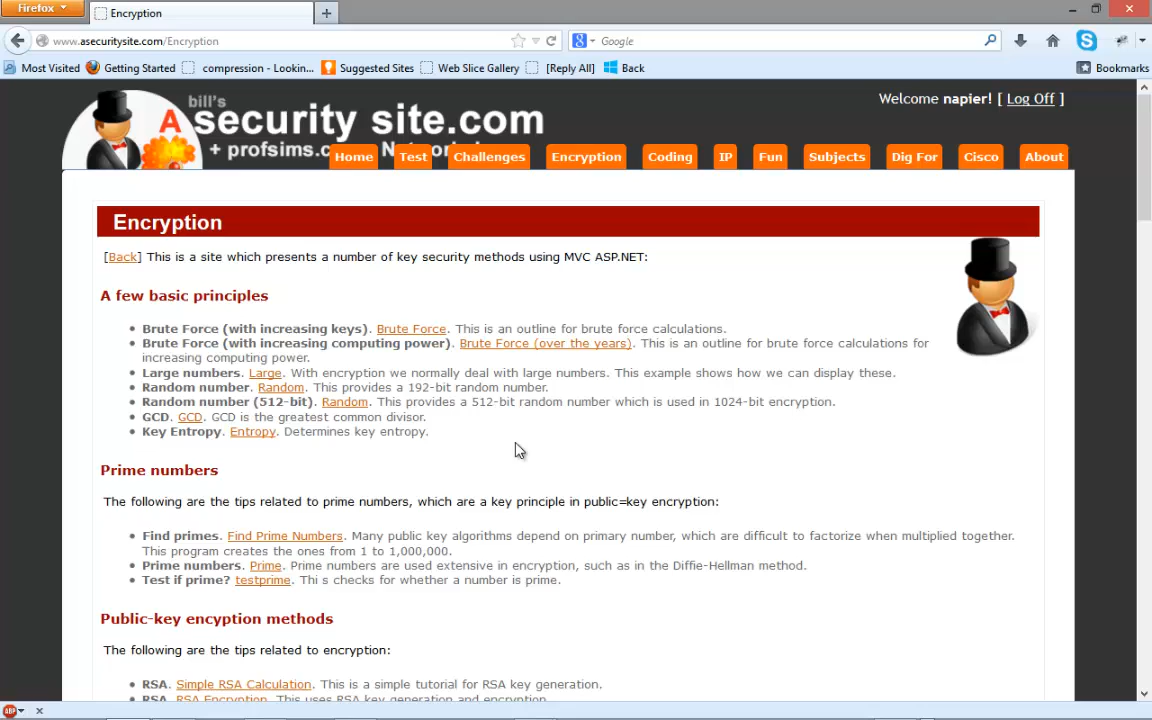 Firefox
Encryption
www.asecuritysite.com/Encryption
Google
Most Visited Getting Started compression - Lookin... Suggested Sites Web Slice Gallery [Reply All] Back Bookmarks
Welcome napier! [ Log Off ]
bill's
A security site.com
+ profsims.c
Home Test Challenges Encryption Coding IP Fun Subjects Dig For Cisco About
Encryption
[Back] This is a site which presents a number of key security methods using MVC ASP.NET:
A few basic principles
• Brute Force (with increasing keys). Brute Force. This is an outline for brute force calculations.
• Brute Force (with increasing computing power). Brute Force (over the years). This is an outline for brute force calculations for
increasing computing power.
• Large numbers. Large. With encryption we normally deal with large numbers. This example shows how we can display these.
• Random number. Random. This provides a 192-bit random number.
• Random number (512-bit). Random. This provides a 512-bit random number which is used in 1024-bit encryption.
• GCD. GCD. GCD is the greatest common divisor.
• Key Entropy. Entropy. Determines key entropy.
Prime numbers
The following are the tips related to prime numbers, which are a key principle in public=key encryption:
• Find primes. Find Prime Numbers. Many public key algorithms depend on primary number, which are difficult to factorize when multiplied together.
This program creates the ones from 1 to 1,000,000.
• Prime numbers. Prime. Prime numbers are used extensive in encryption, such as in the Diffie-Hellman method.
• Test if prime? testprime. Thi s checks for whether a number is prime.
Public-key encyption methods
The following are the tips related to encryption:
• RSA. Simple RSA Calculation. This is a simple tutorial for RSA key generation.
• RSA. RSA Encryption. This uses RSA key generation and encryption.
ABP